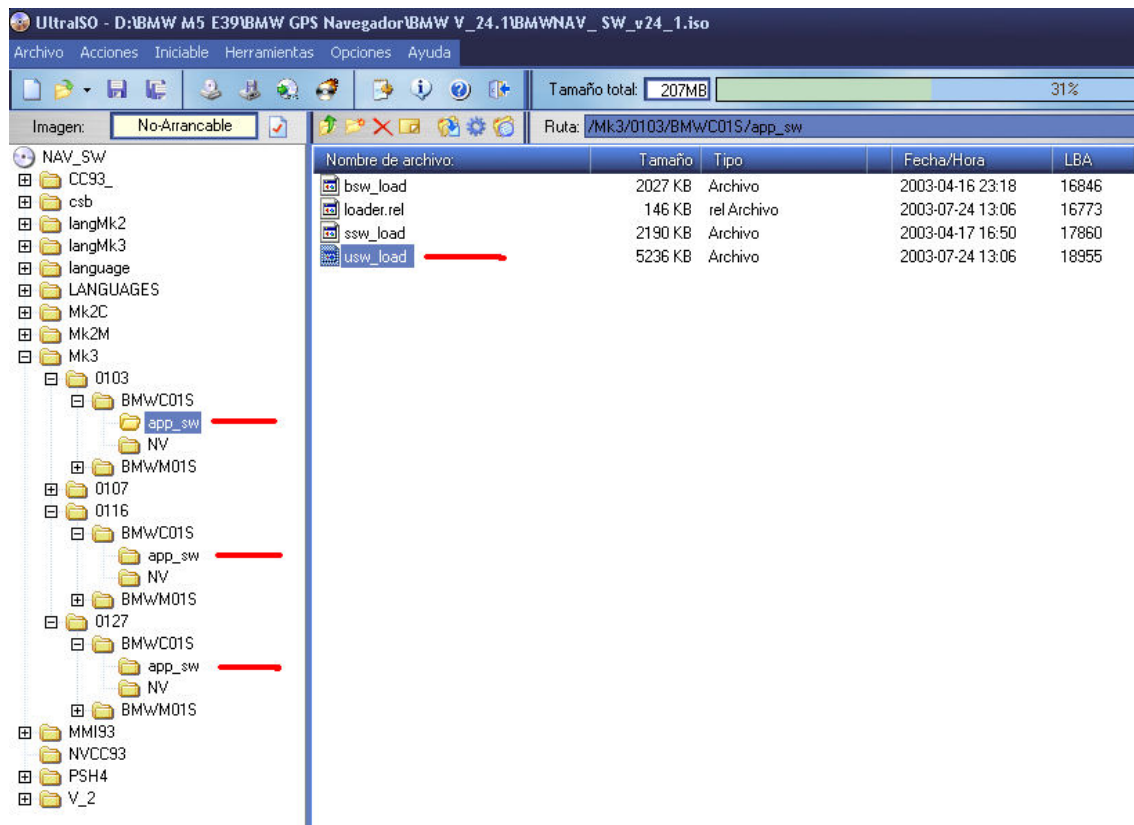 UltraISO - D:\BMW M5 E39\BMW GPS Navegador\BMW V_24.1\BMWNAV_ SW_v24_1.iso
Archivo Acciones Iniciable Herramientas Opciones Ayuda
Tamaño total: 207MB 31%
Imagen: No-Arrancable Ruta: /Mk3/0103/BMWC01S/app_sw
NAV_SW
CC93_
csb
langMk2
langMk3
language
LANGUAGES
Mk2C
Mk2M
Mk3
0103
BMWC01S
app_sw
NV
BMWM01S
0107
0116
BMWC01S
app_sw
NV
BMWM01S
0127
BMWC01S
app_sw
NV
BMWM01S
MMI93
NVCC93
PSH4
V_2
Nombre de archivo: Tamaño Tipo Fecha/Hora LBA
bsw_load 2027 KB Archivo 2003-04-16 23:18 16846
loader.rel 146 KB rel Archivo 2003-07-24 13:06 16773
ssw_load 2190 KB Archivo 2003-04-17 16:50 17860
usw_load 5236 KB Archivo 2003-07-24 13:06 18955